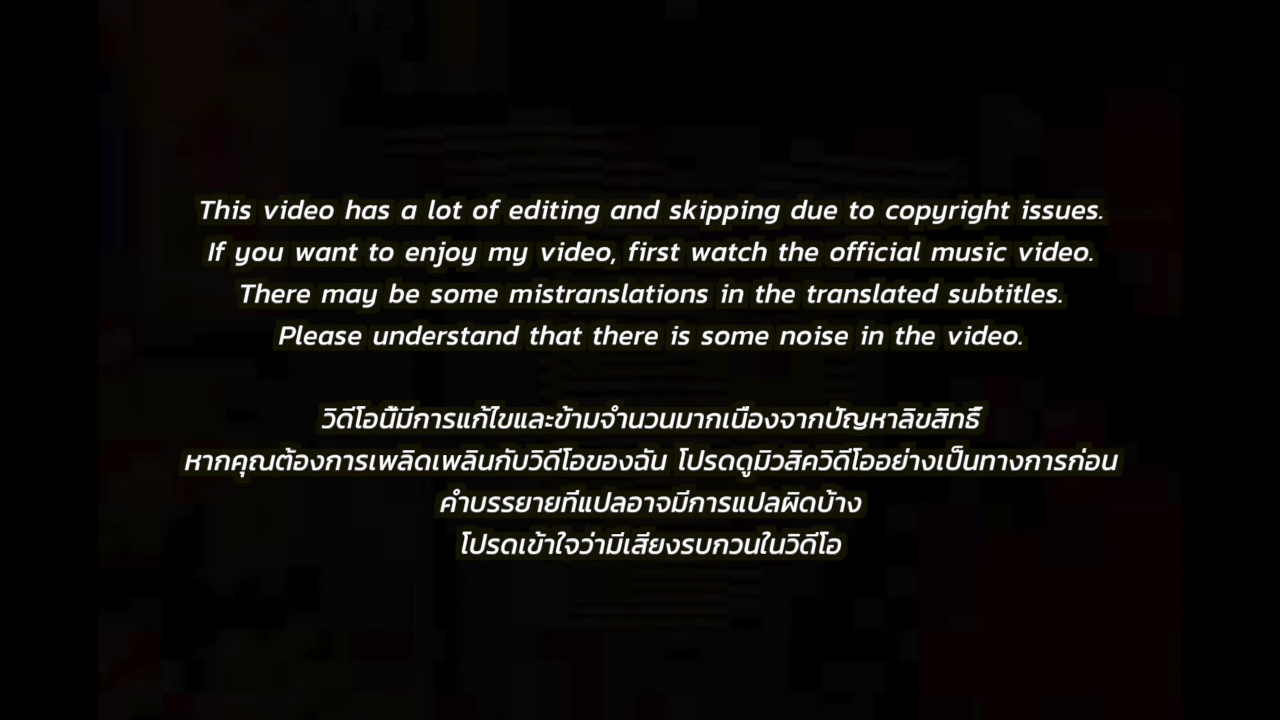 This video has a lot of editing and skipping due to copyright issues.
If you want to enjoy my video, first watch the official music video.
There may be some mistranslations in the translated subtitles.
Please understand that there is some noise in the video.
วิดีโอนี้มีการแก้ไขและข้ามจำนวนมากเนื่องจากปัญหาลิขสิทธิ์
หากคุณต้องการเพลิดเพลินกับวิดีโอของฉัน โปรดดูมิวสิควิดีโออย่างเป็นทางการก่อน
คำบรรยายที่แปลอาจมีการแปลผิดบ้าง
โปรดเข้าใจว่ามีเสียงรบกวนในวิดีโอ